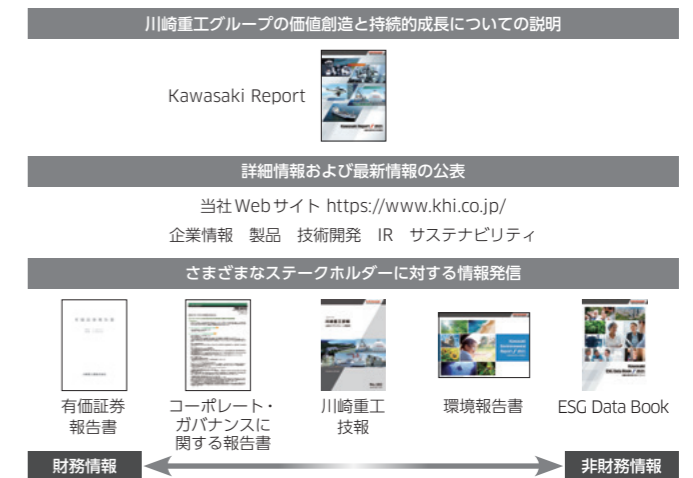 川崎重工グループの価値創造と持続的成長についての説明
Kawasaki Report
詳細情報および最新情報の公表
当社Webサイト https://www.khi.co.jp/
企業情報 製品 技術開発 IR サステナビリティ
さまざまなステークホルダーに対する情報発信
有価証券
報告書
コーポレート・
ガバナンスに
関する報告書
川崎重工
技報
環境報告書
ESG Data Book
財務情報
非財務情報